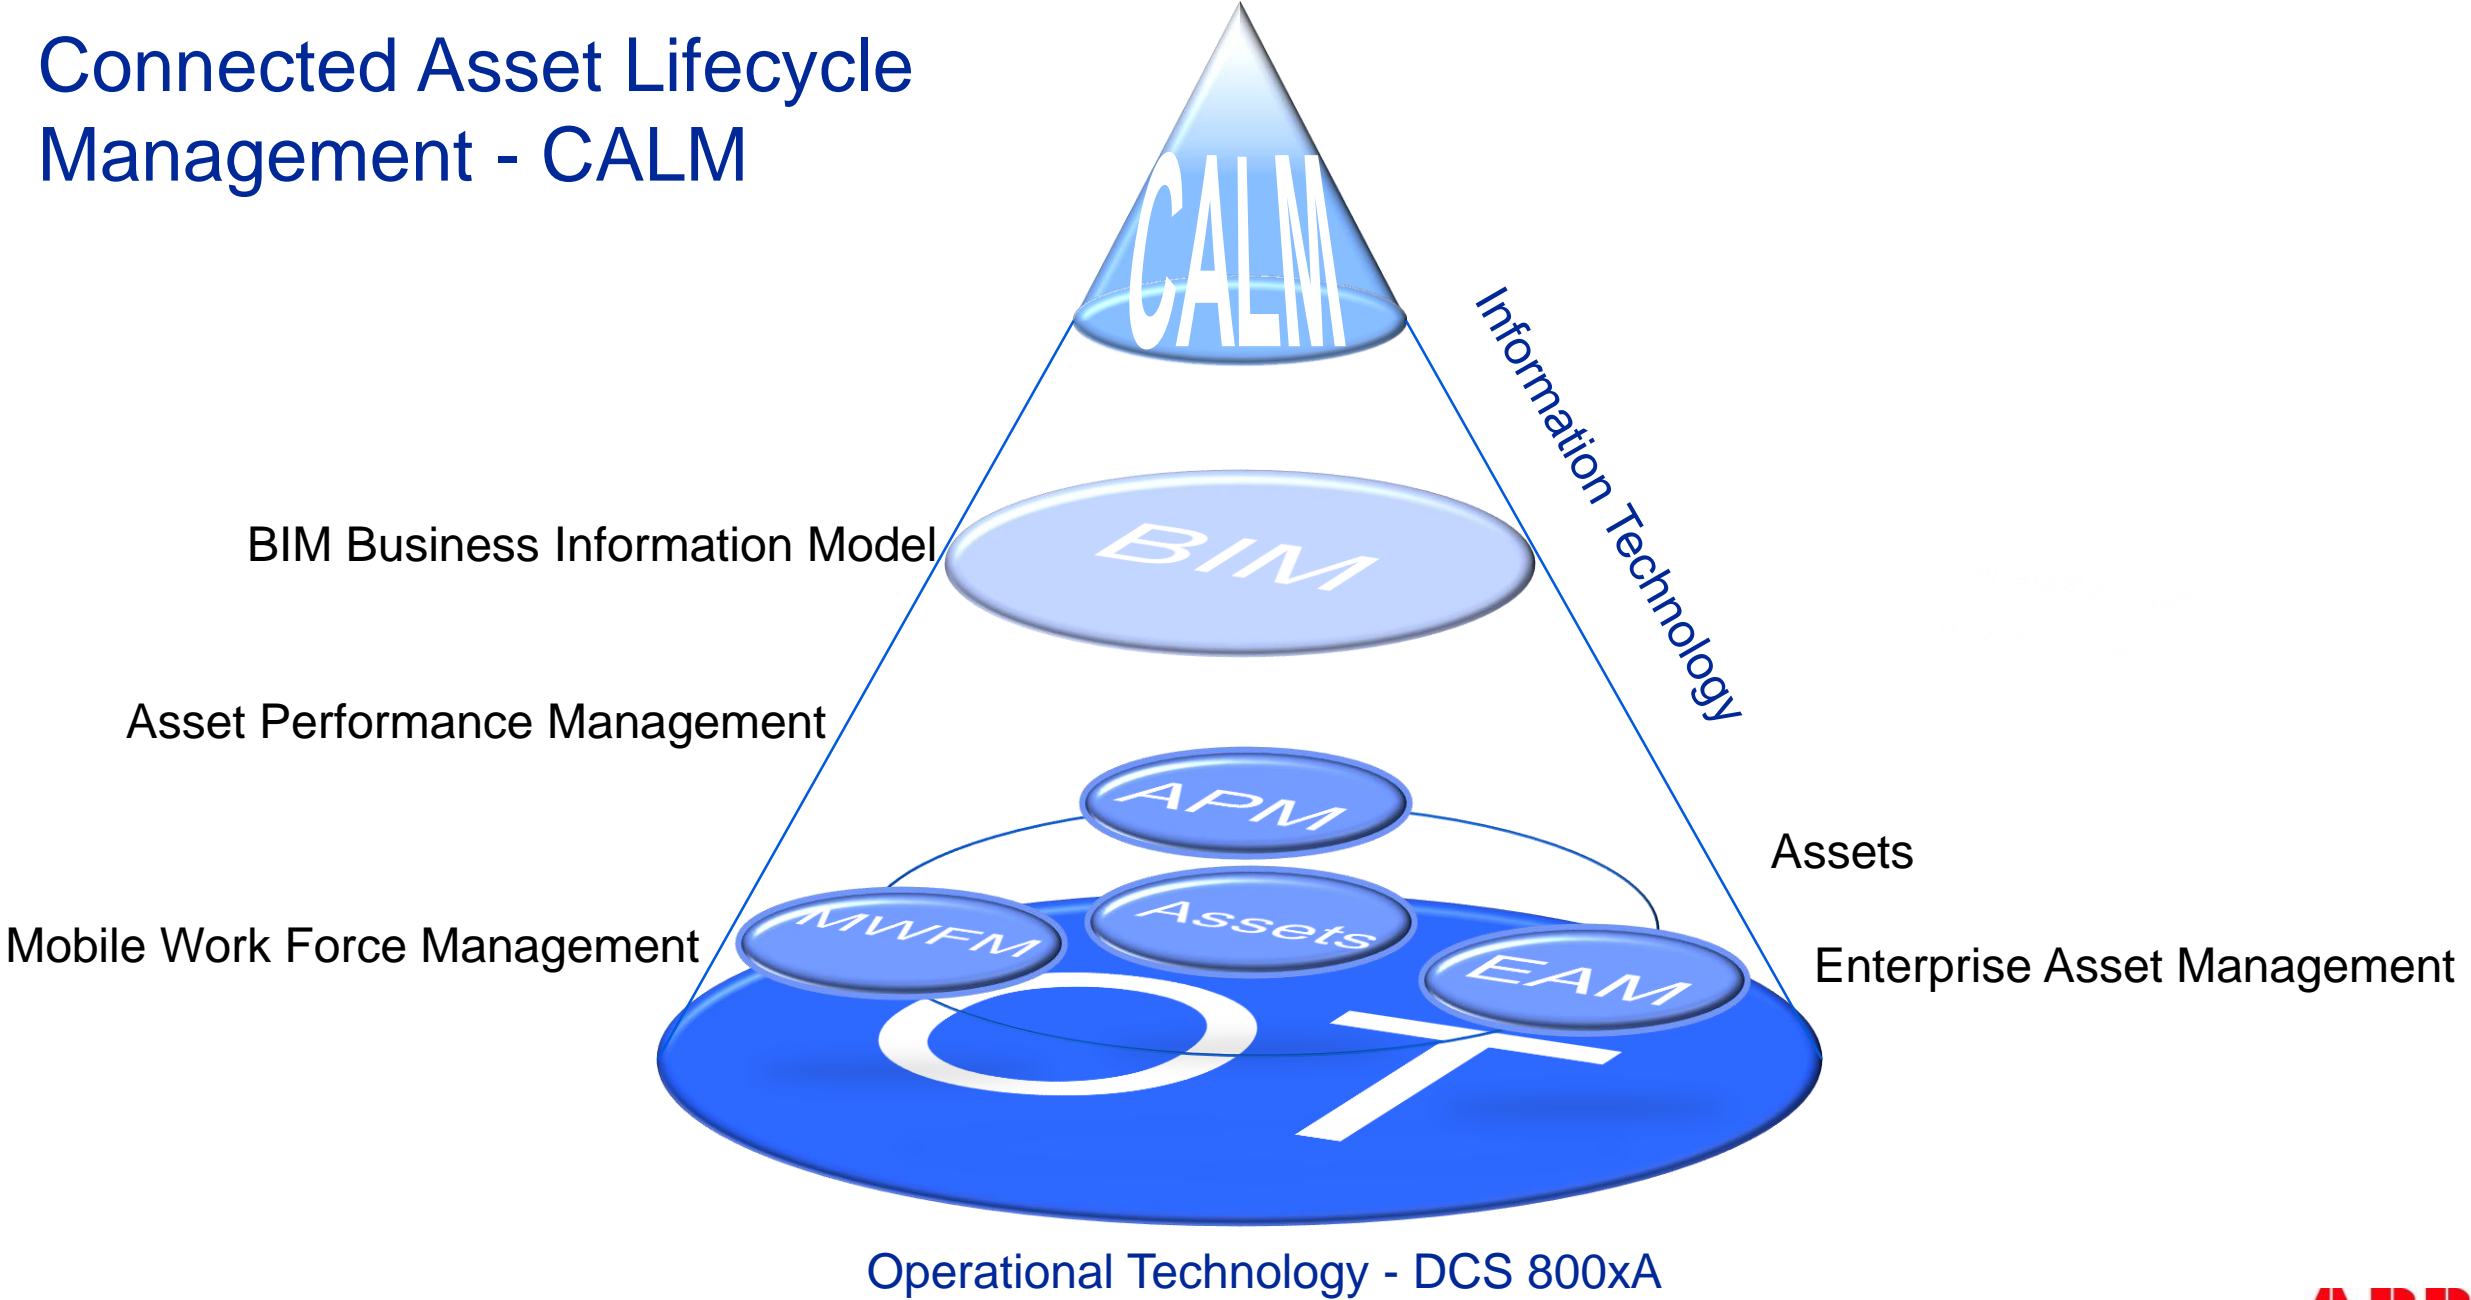 Connected Asset Lifecycle
Management - CALM
CALM
Information Technology
BIM Business Information Model
BIM
Asset Performance Management
APM
Assets
Assets
Mobile Work Force Management
MWFM
EAM
Enterprise Asset Management
OT
Operational Technology - DCS 800xA